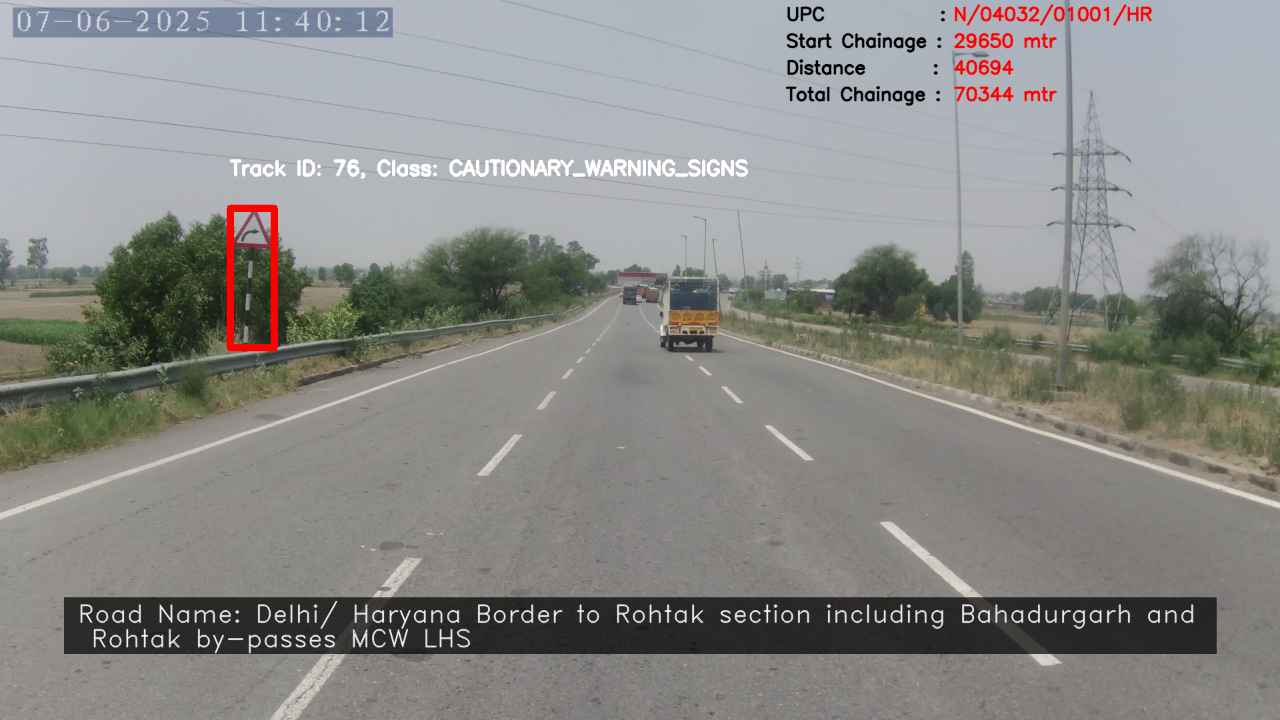 07-06-2025 11:40:12
UPC : N/04032/01001/HR
Start Chainage : 29650 mtr
Distance : 40694
Total Chainage : 70344 mtr
Track ID: 76, Class: CAUTIONARY_WARNING_SIGNS
Road Name: Delhi/ Haryana Border to Rohtak section including Bahadurgarh and
Rohtak by-passes MCW LHS